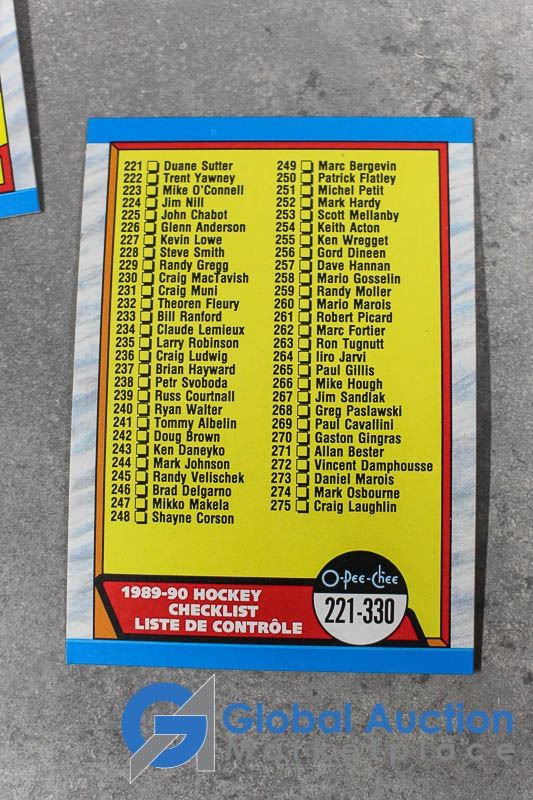 221 Duane Sutter
222 Trent Yawney
223 Mike O'Connell
224 Jim Nill
225 John Chabot
226 Glenn Anderson
227 Kevin Lowe
228 Steve Smith
229 Randy Gregg
230 Craig MacTavish
231 Craig Muni
232 Theoren Fleury
233 Bill Ranford
234 Claude Lemieux
235 Larry Robinson
236 Craig Ludwig
237 Brian Hayward
238 Petr Svoboda
239 Russ Courtnall
240 Ryan Walter
241 Tommy Albelin
242 Doug Brown
243 Ken Daneyko
244 Mark Johnson
245 Randy Velischek
246 Brad Delgarno
247 Mikko Makela
248 Shayne Corson
249 Marc Bergevin
250 Patrick Flatley
251 Michel Petit
252 Mark Hardy
253 Scott Mellanby
254 Keith Acton
255 Ken Wregget
256 Gord Dineen
257 Dave Hannan
258 Mario Gosselin
259 Randy Moller
260 Mario Marois
261 Robert Picard
262 Marc Fortier
263 Ron Tugnutt
264 Iiro Jarvi
265 Paul Gillis
266 Mike Hough
267 Jim Sandlak
268 Greg Paslawski
269 Paul Cavallini
270 Gaston Gingras
271 Allan Bester
272 Vincent Damphousse
273 Daniel Marois
274 Mark Osbourne
275 Craig Laughlin
1989-90 HOCKEY
CHECKLIST
LISTE DE CONTRÔLE
O-Pee-Chee
221-330
Global Auction
Marketplace